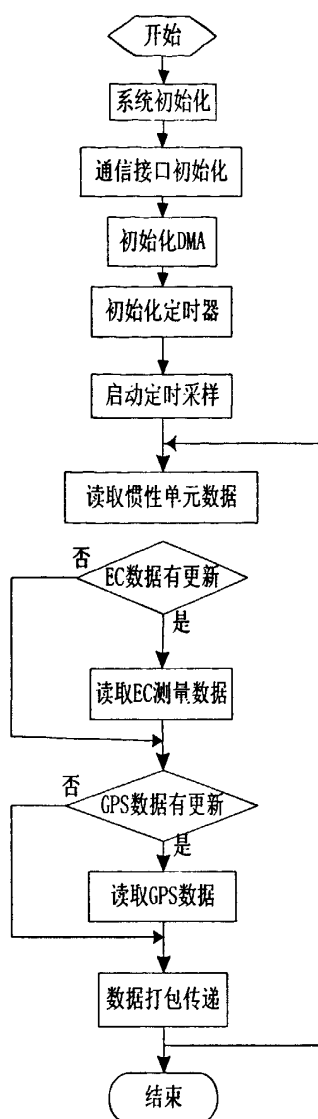 开始
系统初始化
通信接口初始化
初始化DMA
初始化定时器
启动定时采样
读取惯性单元数据
否
EC数据有更新
是
读取EC测量数据
否
GPS数据有更新
是
读取GPS数据
数据打包传递
结束